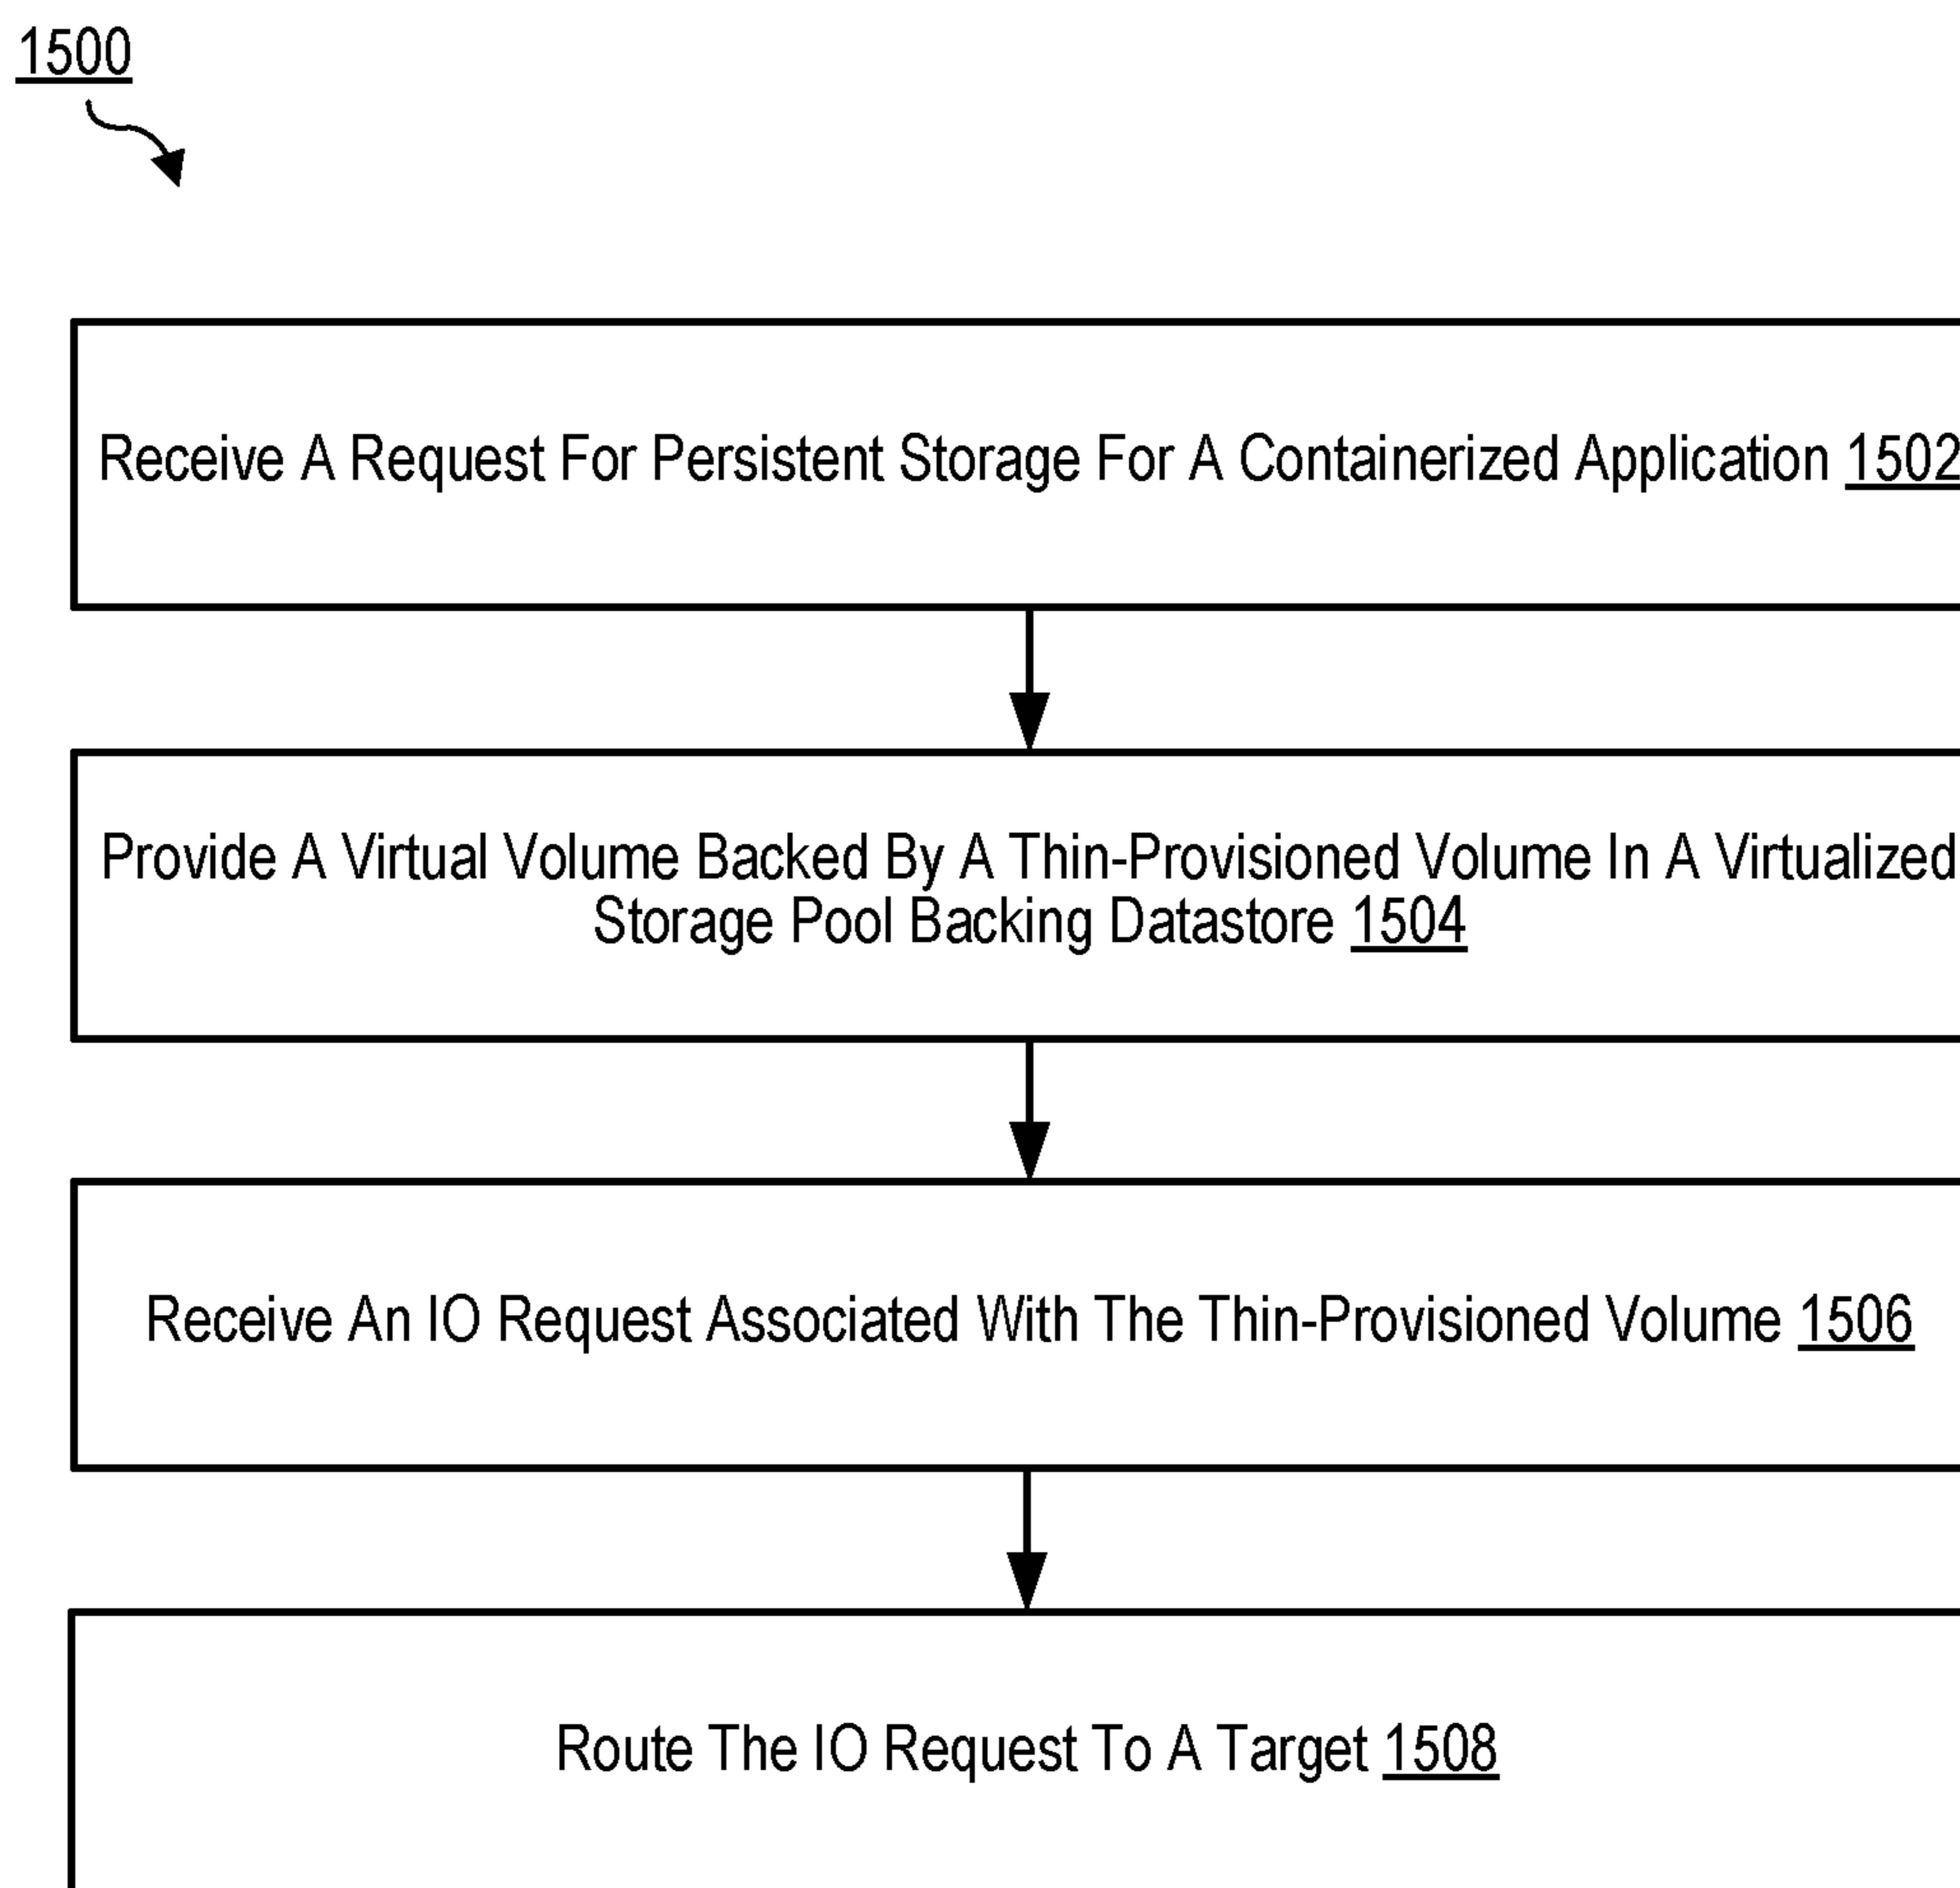 1500
Receive A Request For Persistent Storage For A Containerized Application 1502
Provide A Virtual Volume Backed By A Thin-Provisioned Volume In A Virtualized
Storage Pool Backing Datastore 1504
Receive An IO Request Associated With The Thin-Provisioned Volume 1506
Route The IO Request To A Target 1508